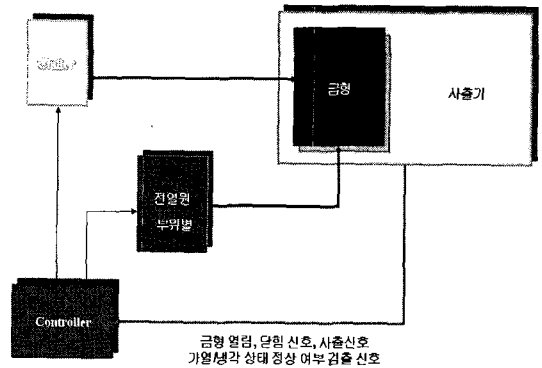 금형
사출기
전열원
부위별
Controller
금형 열림, 닫힘 신호, 사출신호
가열/냉각 상태 정상 여부 검출 신호